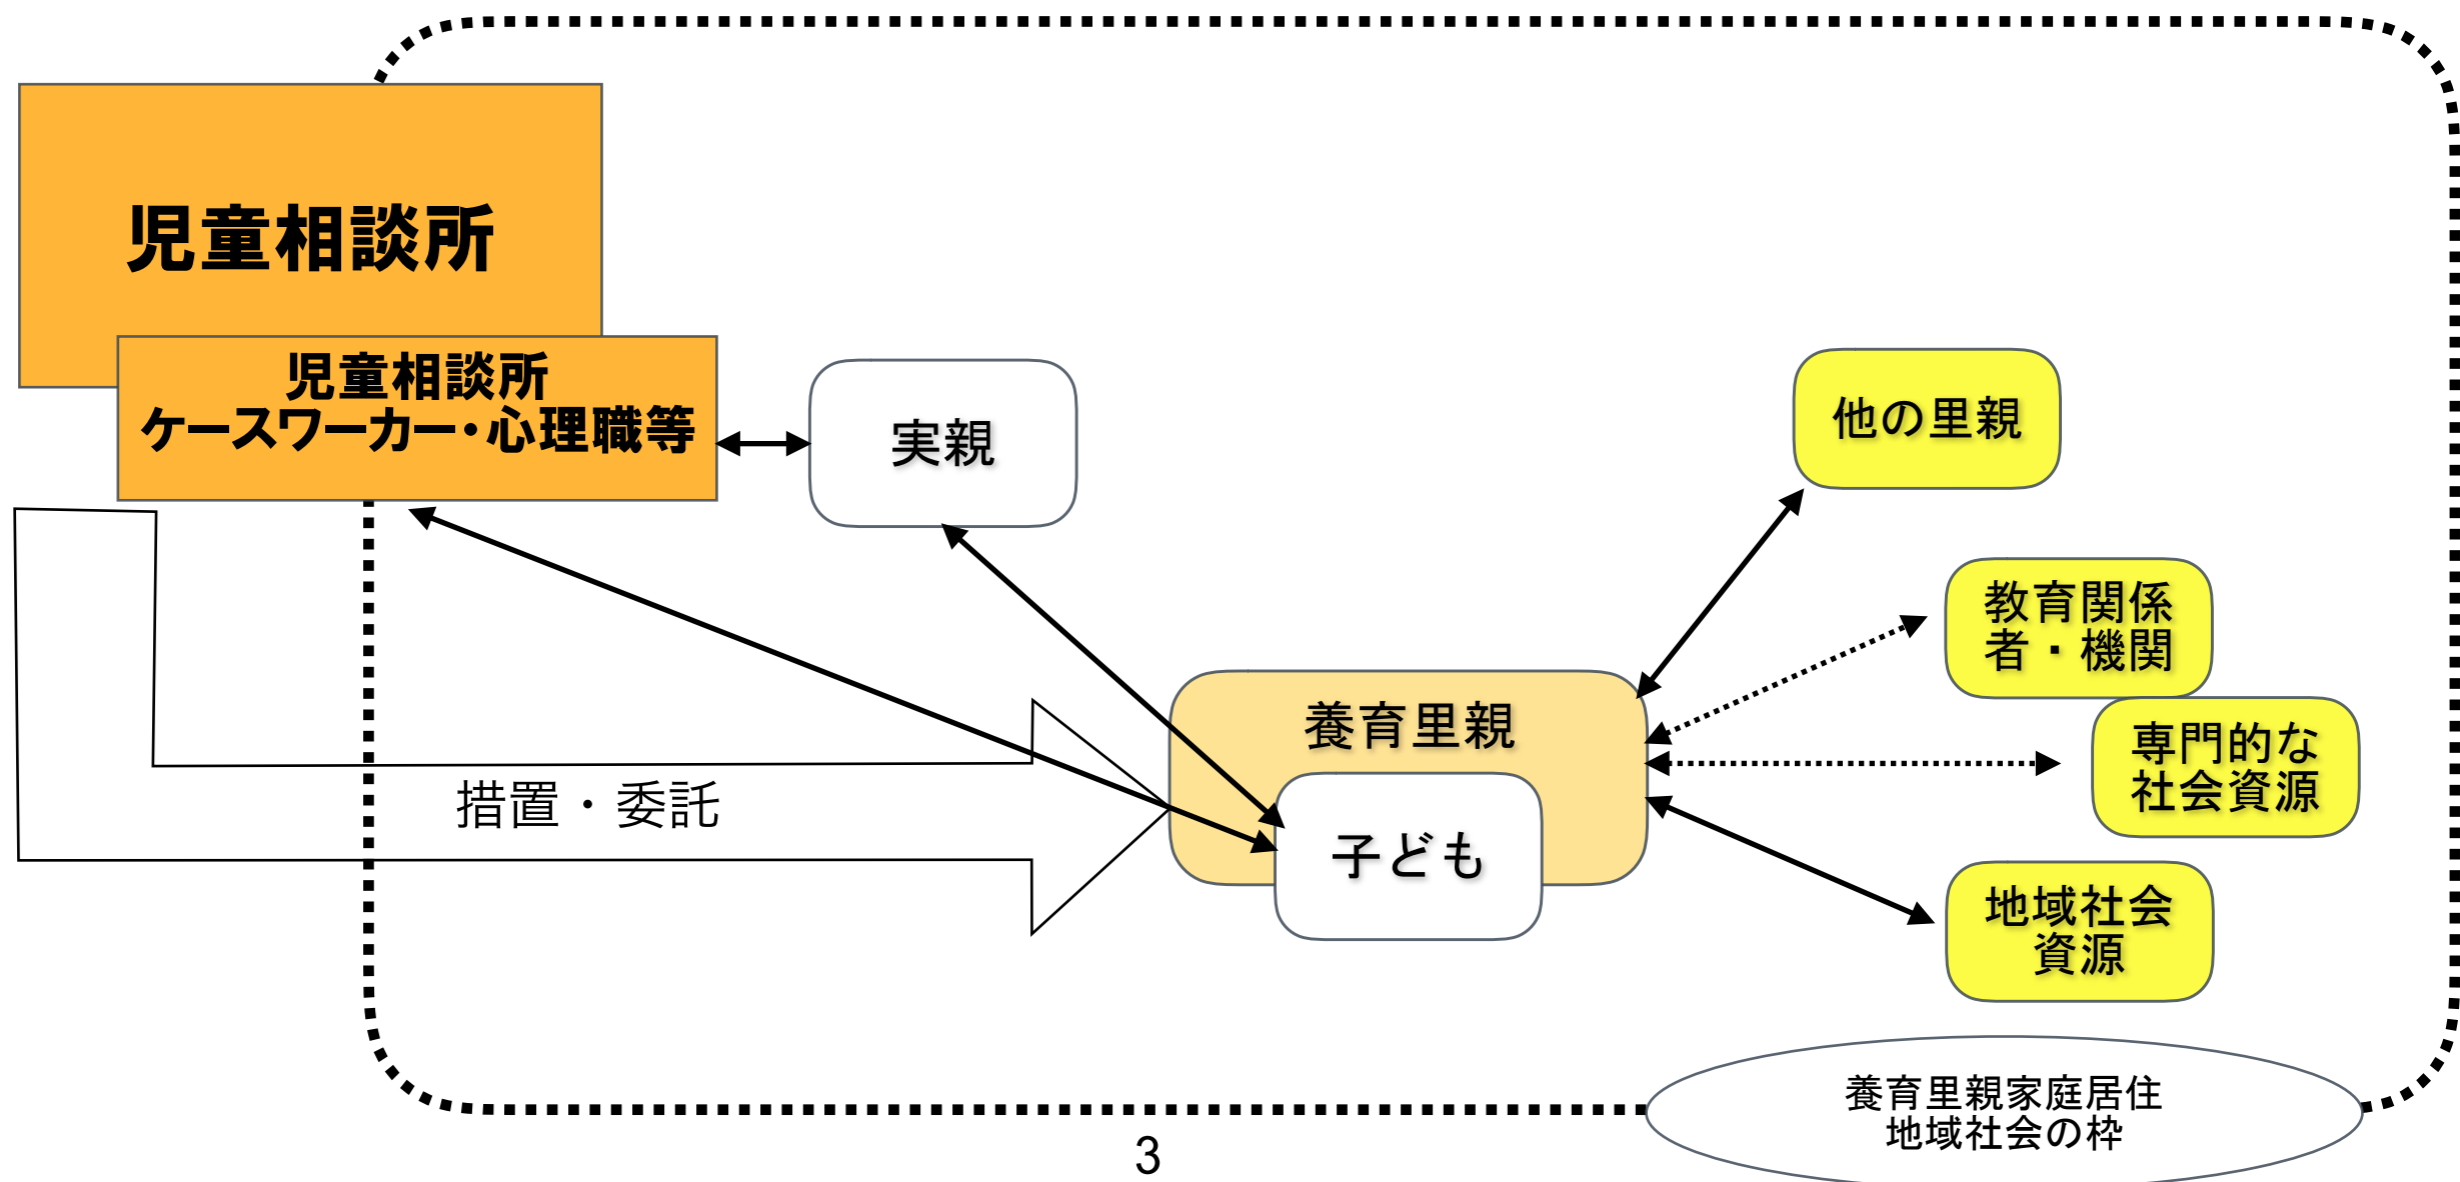 児童相談所
児童相談所
ケースワーカー・心理職等
実親
他の里親
教育関係
者・機関
養育里親
専門的な
社会資源
措置・委託
子ども
地域社会
資源
養育里親家庭居住
地域社会の枠
3